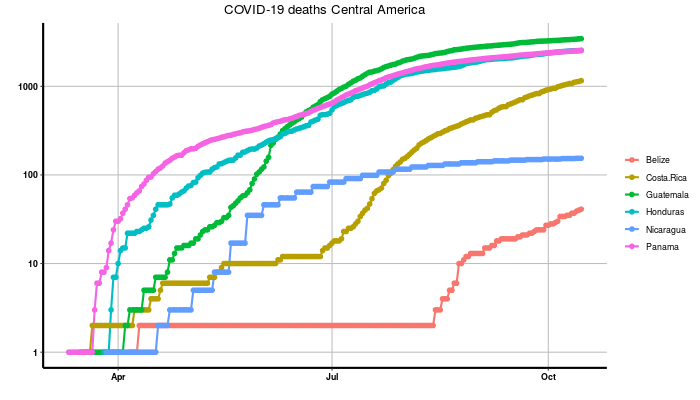 COVID-19 deaths Central America
1000
100
10
1
Apr
Jul
Oct
Belize
Costa.Rica
Guatemala
Honduras
Nicaragua
Panama